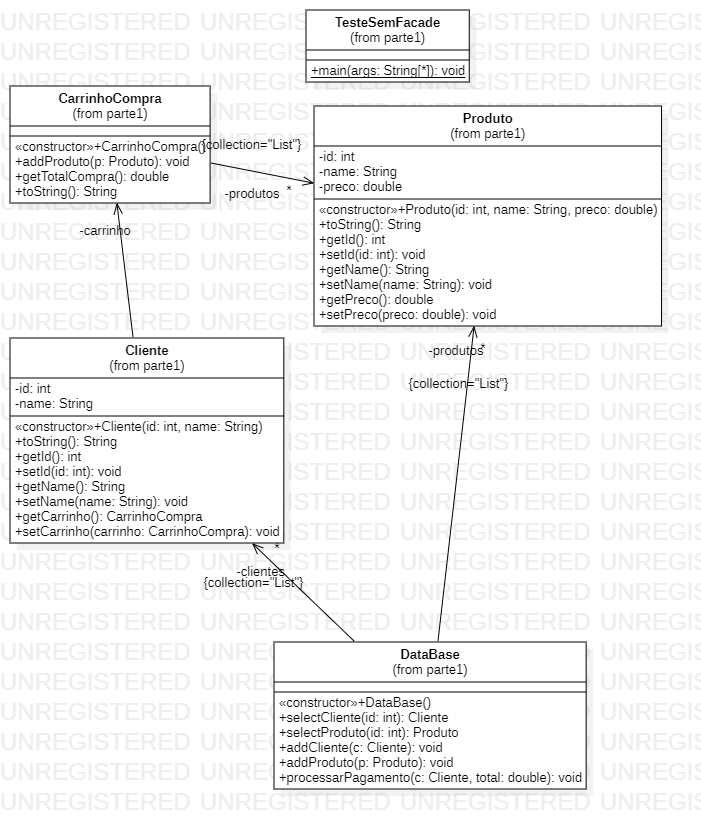 TesteSemFacade
(from parte1)
+main(args: String[*]): void
CarrinhoCompra
(from parte1)
«constructor»+CarrinhoCompra()
+addProduto(p: Produto): void
+getTotalCompra(): double
+toString(): String
{collection="List"}
-produtos
*
Produto
(from parte1)
-id: int
-name: String
-preco: double
«constructor»+Produto(id: int, name: String, preco: double)
+toString(): String
+getId(): int
+setId(id: int): void
+getName(): String
+setName(name: String): void
+getPreco(): double
+setPreco(preco: double): void
-carrinho
Cliente
(from parte1)
-id: int
-name: String
«constructor»+Cliente(id: int, name: String)
+toString(): String
+getId(): int
+setId(id: int): void
+getName(): String
+setName(name: String): void
+getCarrinho(): CarrinhoCompra
+setCarrinho(carrinho: CarrinhoCompra): void
-produtos
*
{collection="List"}
*
-clientes
{collection="List"}
DataBase
(from parte1)
«constructor»+DataBase()
+selectCliente(id: int): Cliente
+selectProduto(id: int): Produto
+addCliente(c: Cliente): void
+addProduto(p: Produto): void
+processarPagamento(c: Cliente, total: double): void
UNREGISTERED